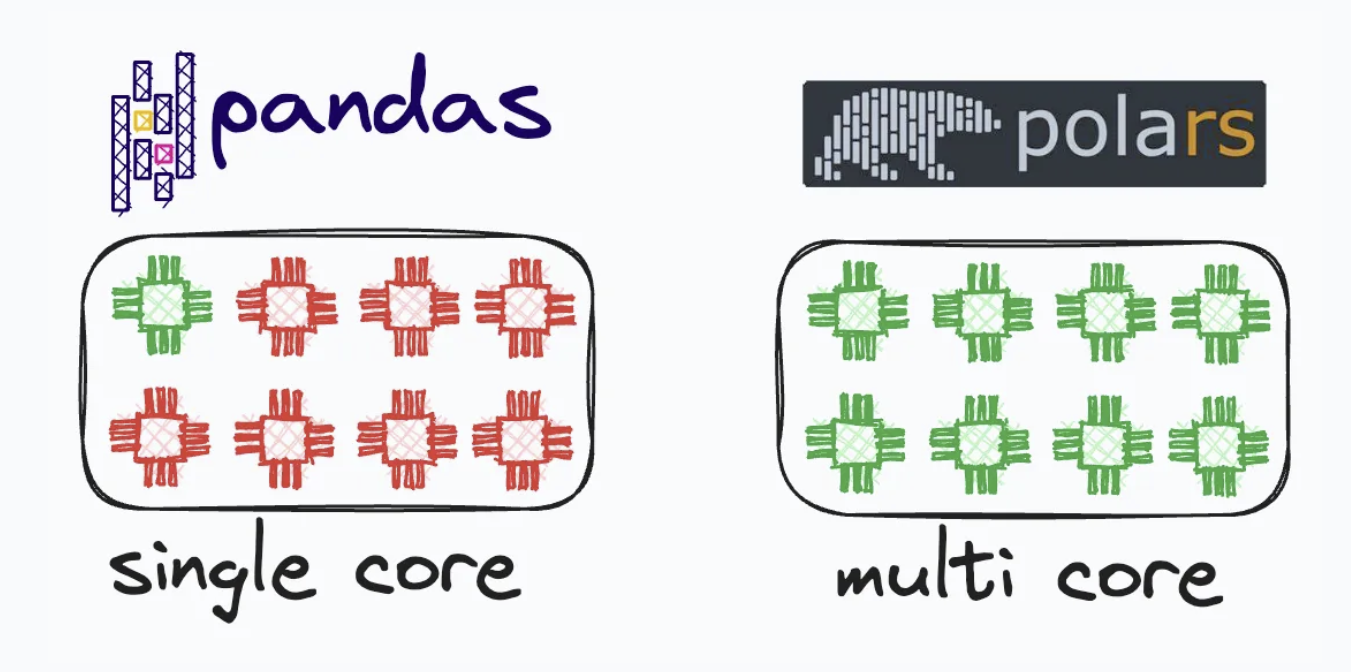 pandas
polars
single core
multi core